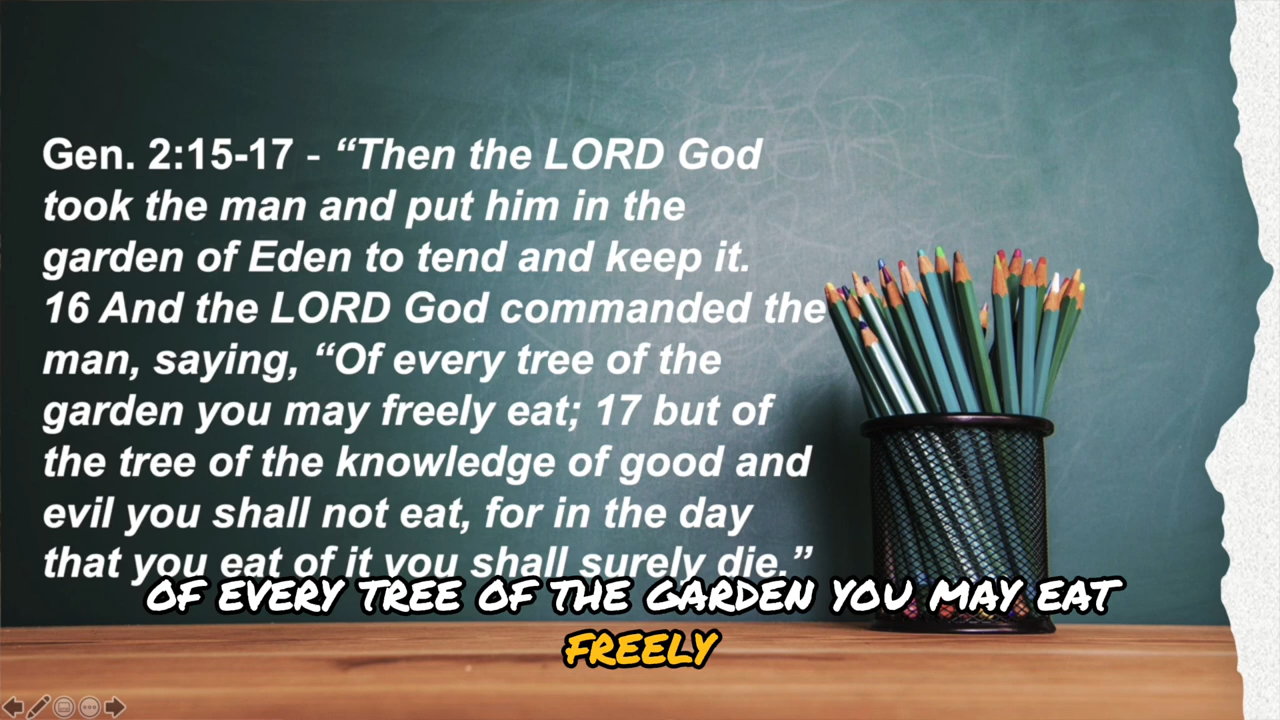 Gen. 2:15-17 - “Then the LORD God
took the man and put him in the
garden of Eden to tend and keep it.
16 And the LORD God commanded the
man, saying, “Of every tree of the
garden you may freely eat; 17 but of
the tree of the knowledge of good and
evil you shall not eat, for in the day
that you eat of it you shall surely die.”
OF EVERY TREE OF THE GARDEN YOU MAY EAT
FREELY